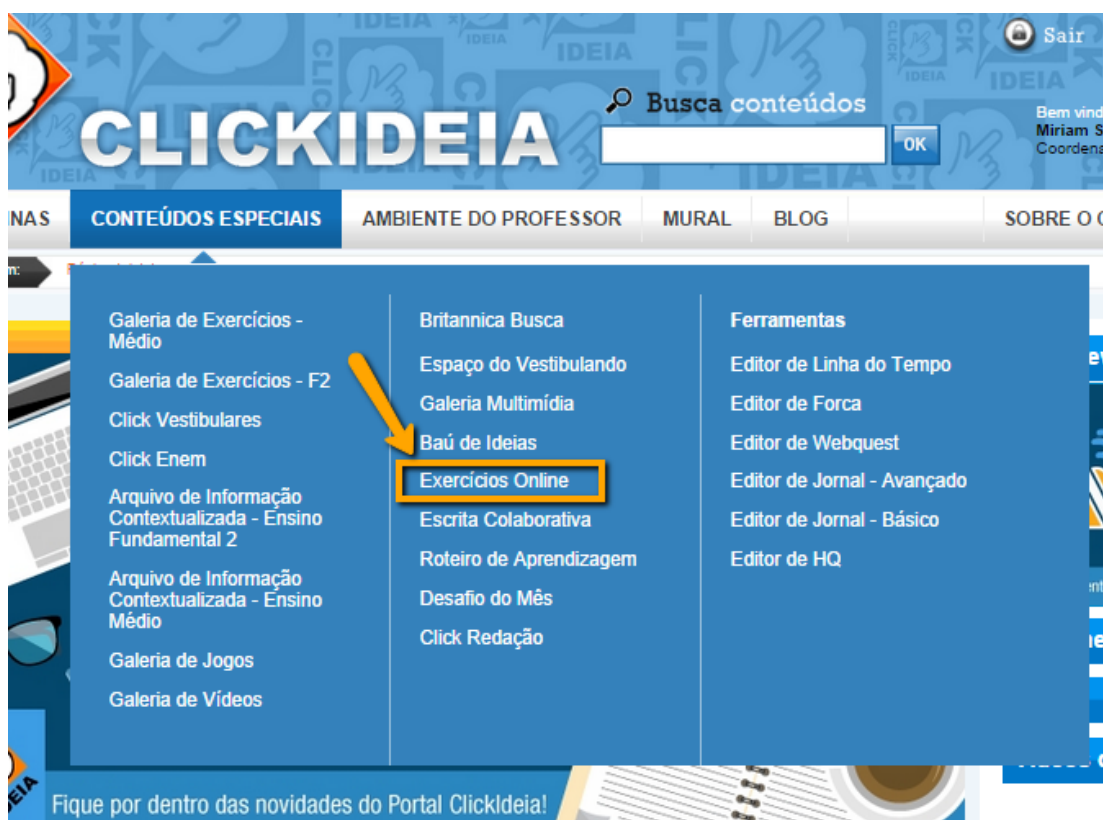 Sair
Busca conteúdos
CLICKIDEIA
OK
Bem vind
Miriam S
Coordena
NAS
CONTEÚDOS ESPECIAIS
AMBIENTE DO PROFESSOR
MURAL
BLOG
SOBRE O
Galeria de Exercícios -
Médio
Galeria de Exercícios - F2
Click Vestibulares
Click Enem
Arquivo de Informação
Contextualizada - Ensino
Fundamental 2
Arquivo de Informação
Contextualizada - Ensino
Médio
Galeria de Jogos
Galeria de Vídeos
Britannica Busca
Espaço do Vestibulando
Galeria Multimídia
Baú de Ideias
Exercícios Online
Escrita Colaborativa
Roteiro de Aprendizagem
Desafio do Mês
Click Redação
Ferramentas
Editor de Linha do Tempo
Editor de Forca
Editor de Webquest
Editor de Jornal - Avançado
Editor de Jornal - Básico
Editor de HQ
Fique por dentro das novidades do Portal ClickIdeia!